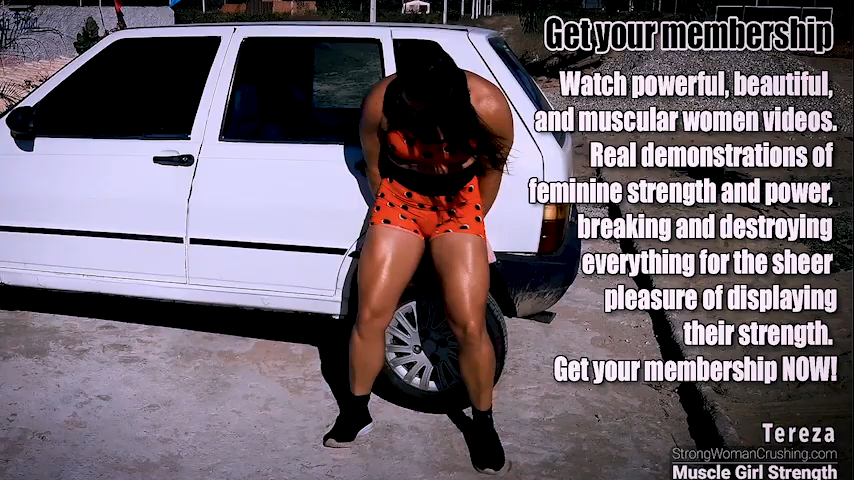 Get your membership
Watch powerful, beautiful,
and muscular women videos.
Real demonstrations of
feminine strength and power,
breaking and destroying
everything for the sheer
pleasure of displaying
their strength.
Get your membership NOW!
Tereza
StrongWomanCrushing.com
Muscle Girl Strength